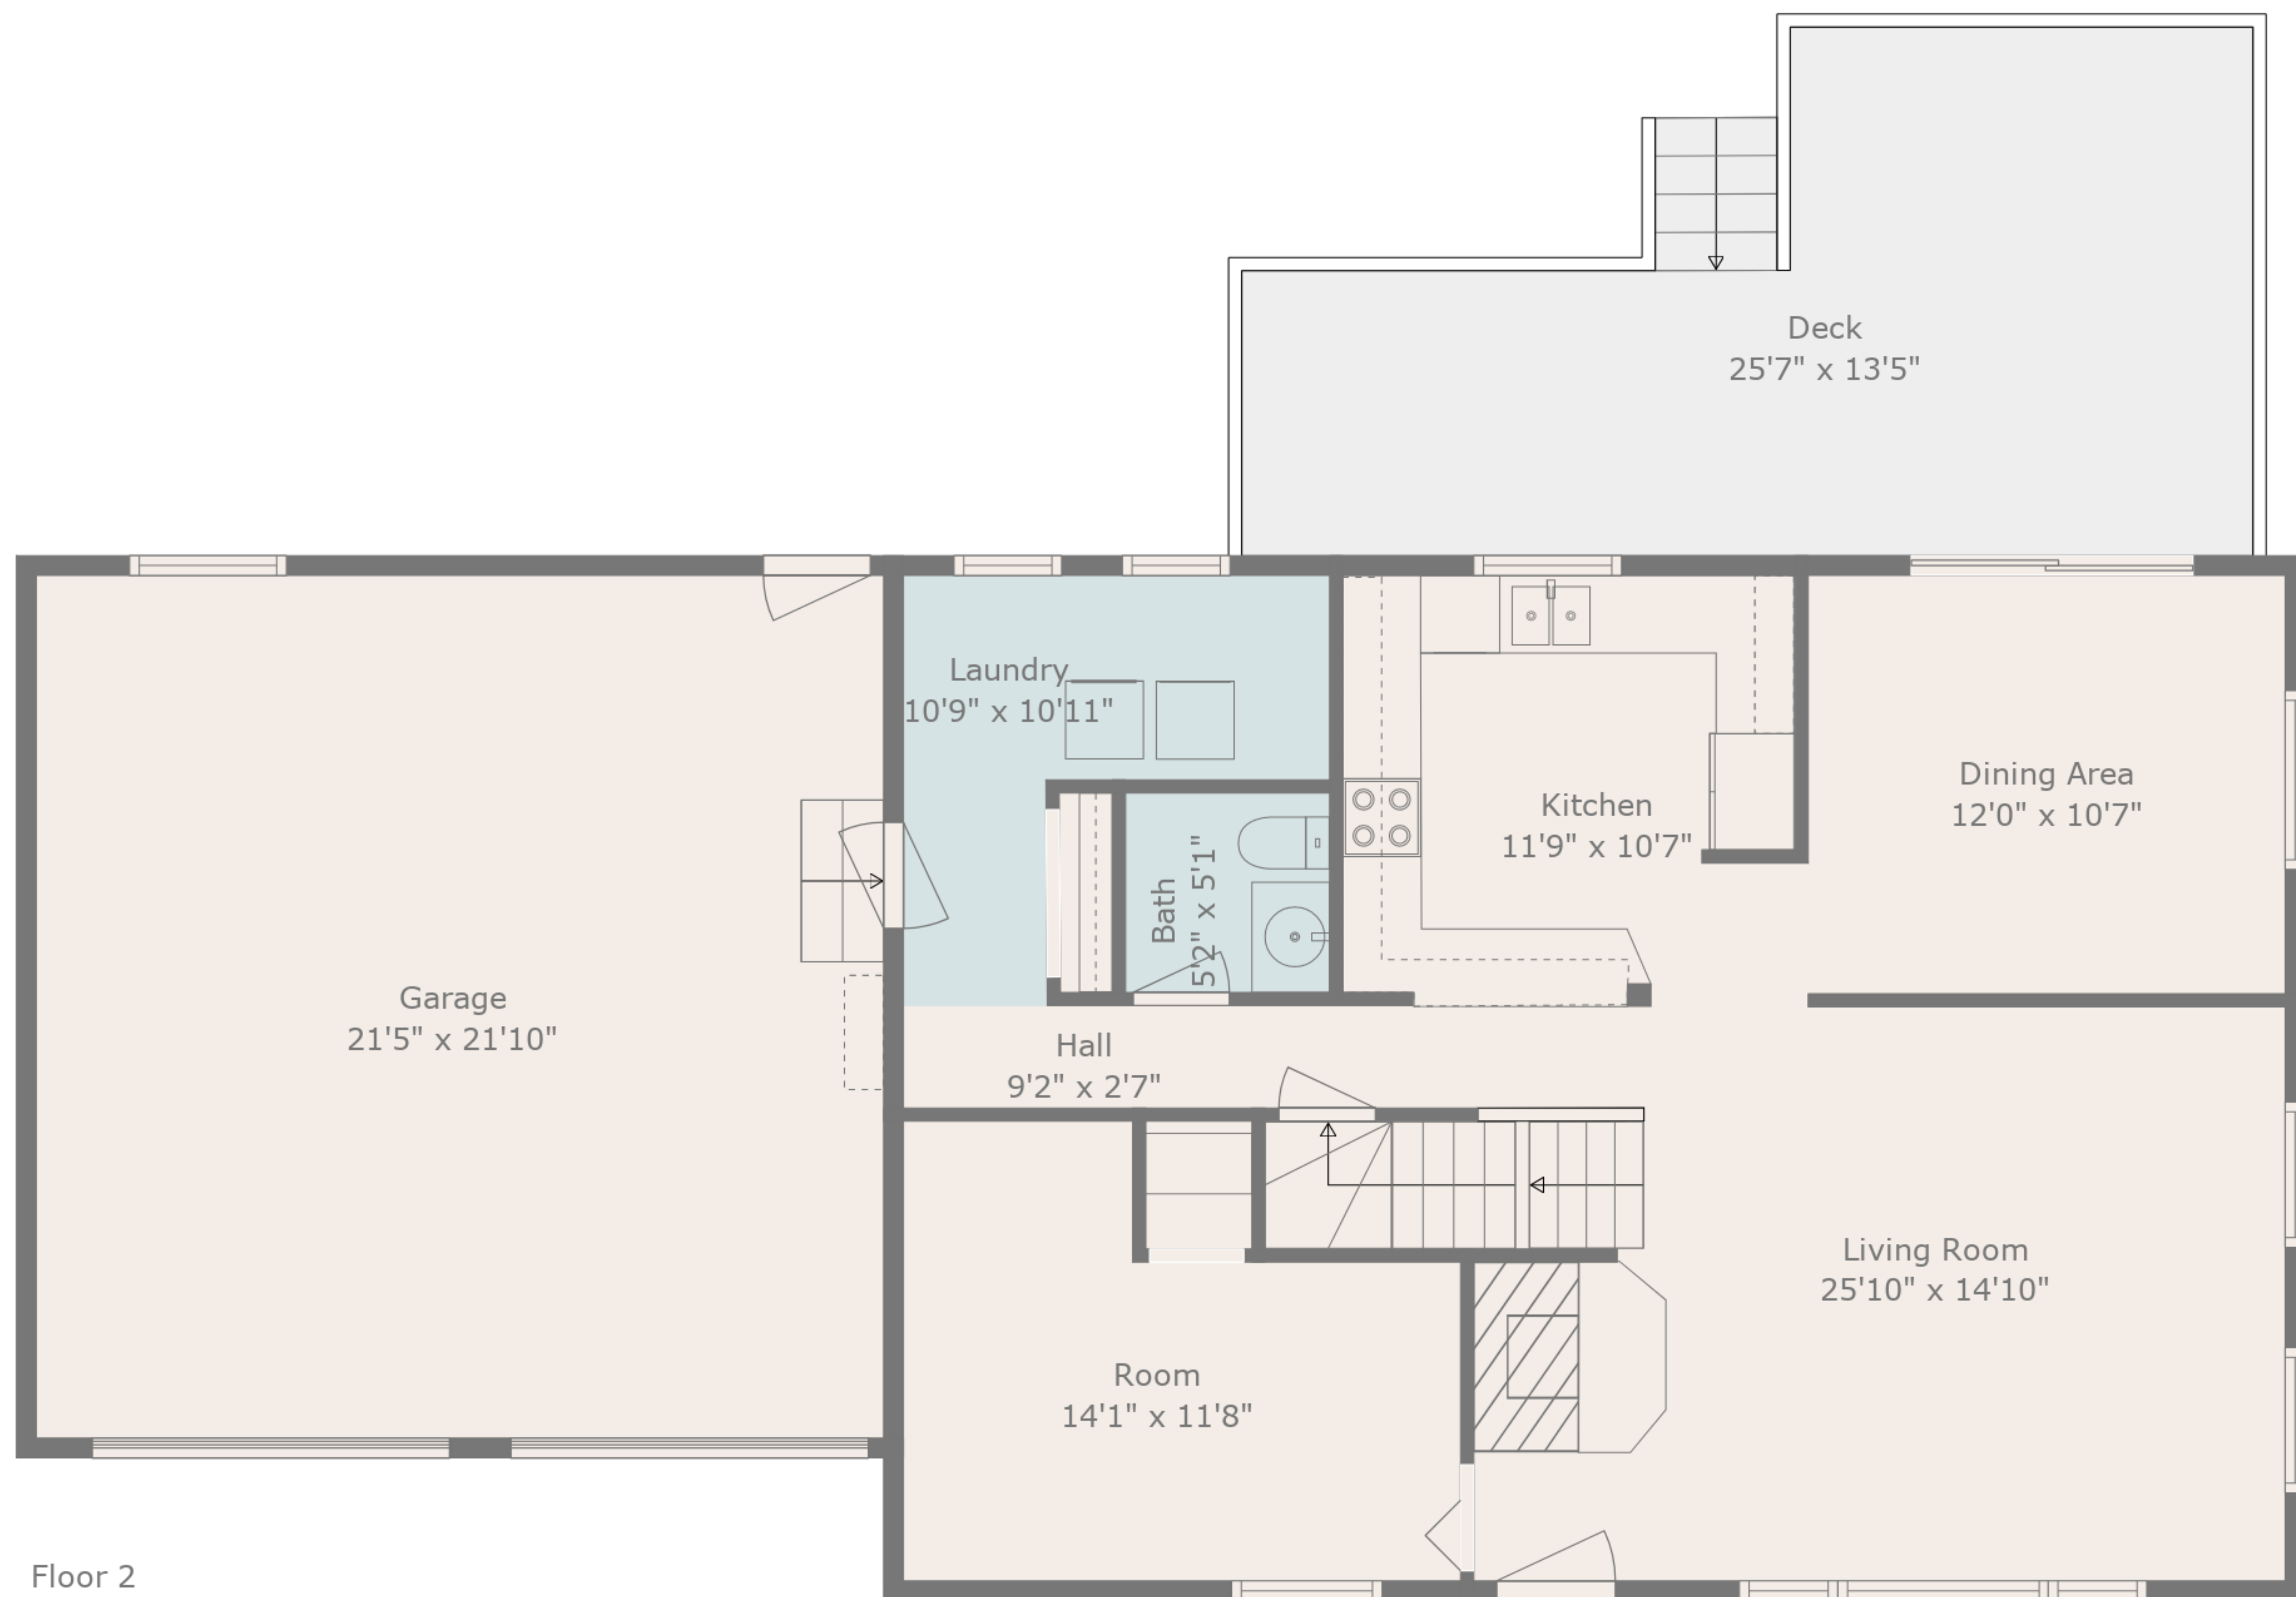 Deck
25'7" x 13'5"
Laundry
10'9" x 10'11"
Kitchen
11'9" x 10'7"
Dining Area
12'0" x 10'7"
Bath
5'2" x 5'1"
Garage
21'5" x 21'10"
Hall
9'2" x 2'7"
Living Room
25'10" x 14'10"
Room
14'1" x 11'8"
Floor 2